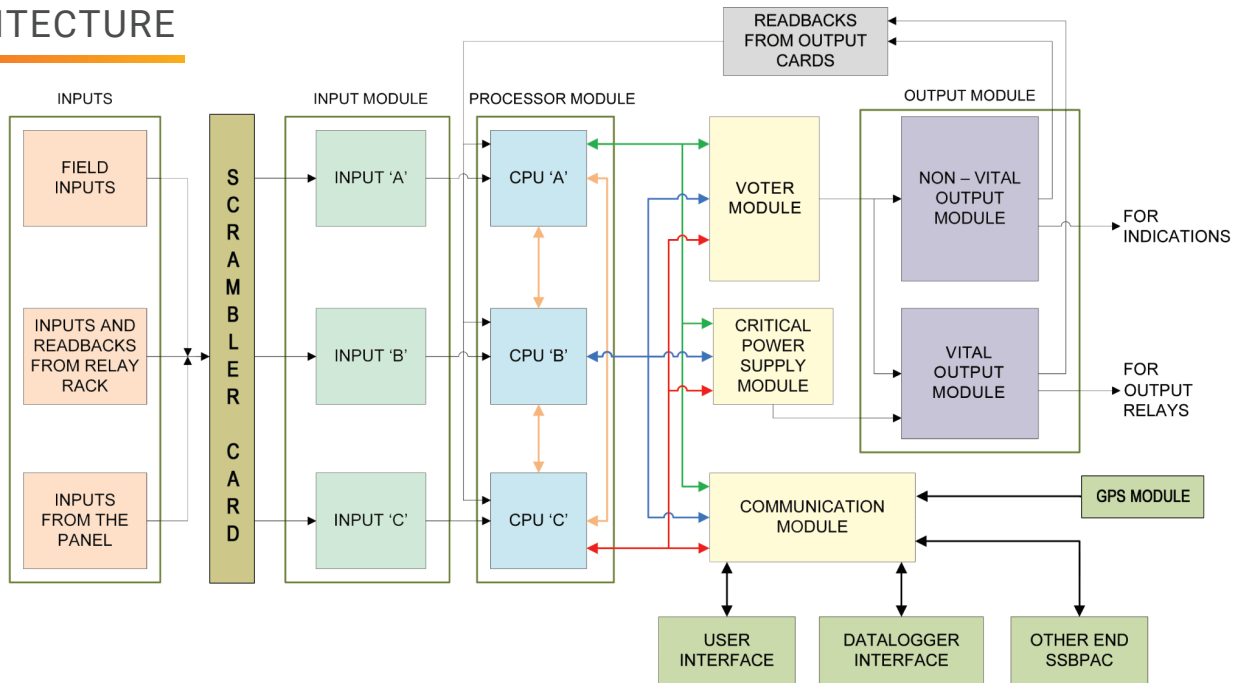 ITECTURE
READBACKS
FROM OUTPUT
CARDS
INPUTS
INPUT MODULE
PROCESSOR MODULE
OUTPUT MODULE
FIELD
INPUTS
INPUTS AND
READBACKS
FROM RELAY
RACK
INPUTS
FROM THE
PANEL
SCRAMBLER CARD
INPUT ‘A’
INPUT ‘B’
INPUT ‘C’
CPU ‘A’
CPU ‘B’
CPU ‘C’
VOTER
MODULE
CRITICAL
POWER
SUPPLY
MODULE
COMMUNICATION
MODULE
NON – VITAL
OUTPUT
MODULE
VITAL
OUTPUT
MODULE
FOR
INDICATIONS
FOR
OUTPUT
RELAYS
GPS MODULE
USER
INTERFACE
DATALOGGER
INTERFACE
OTHER END
SSBPAC